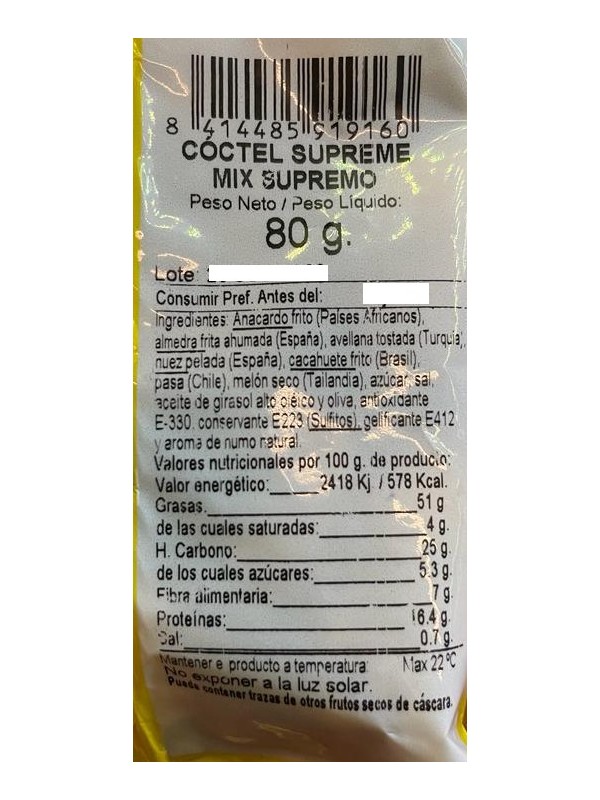 8 414485 919160
CÓCTEL SUPREME
MIX SUPREMO
Peso Neto / Peso Líquido:
80 g.
Lote
Consumir Pref. Antes del:
Ingredientes: Anacardo frito (Países Africanos),
almedra frita ahumada (España), avellana tostada (Turquía),
nuez pelada (España), cacahuete frito (Brasil),
pasa (Chile), melón seco (Tailandia), azúcar, sal,
aceite de girasol alto oléico y oliva, antioxidante
E-330, conservante E223 (Sulfitos), gelificante E412
y aroma de humo natural.
Valores nutricionales por 100 g. de producto:
Valor energético: 2418 Kj. / 578 Kcal.
Grasas. 51 g
de las cuales saturadas: 4 g.
H. Carbono: 25 g.
de los cuales azúcares: 5.3 g.
Fibra alimentaria: 7 g.
Proteínas: 16.4 g.
Sal: 0.7 g.
Mantener e producto a temperatura: Max 22 ºC
No exponer a la luz solar.
Puede contener trazas de otros frutos secos de cáscara.